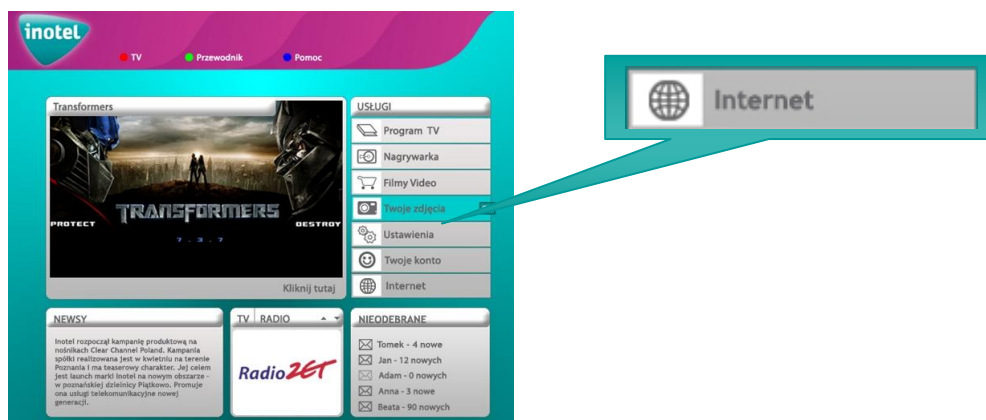 inotel
TV Przewodnik Pomoc
Transformers
PROTECT
TRANSFORMERS
DESTROY
7.3.7
Kliknij tutaj
USŁUGI
Program TV
Nagrywarka
Filmy Video
Twoje zdjęcia
Ustawienia
Twoje konto
Internet
Internet
NEWSY
Inotel rozpoczął kampanię produktową na
nośnikach Clear Channel Poland. Kampania
spółki realizowana jest w kwietniu na terenie
Poznania i ma teaserowy charakter. Jej celem
jest launch marki Inotel na nowym obszarze -
w poznańskiej dzielnicy Piątkowo. Promuje
ona usługi telekomunikacyjne nowej
generacji.
TV RADIO
Radio ZET
NIEODEBRANE
Tomek - 4 nowe
Jan - 12 nowych
Adam - 0 nowych
Anna - 3 nowe
Beata - 90 nowych